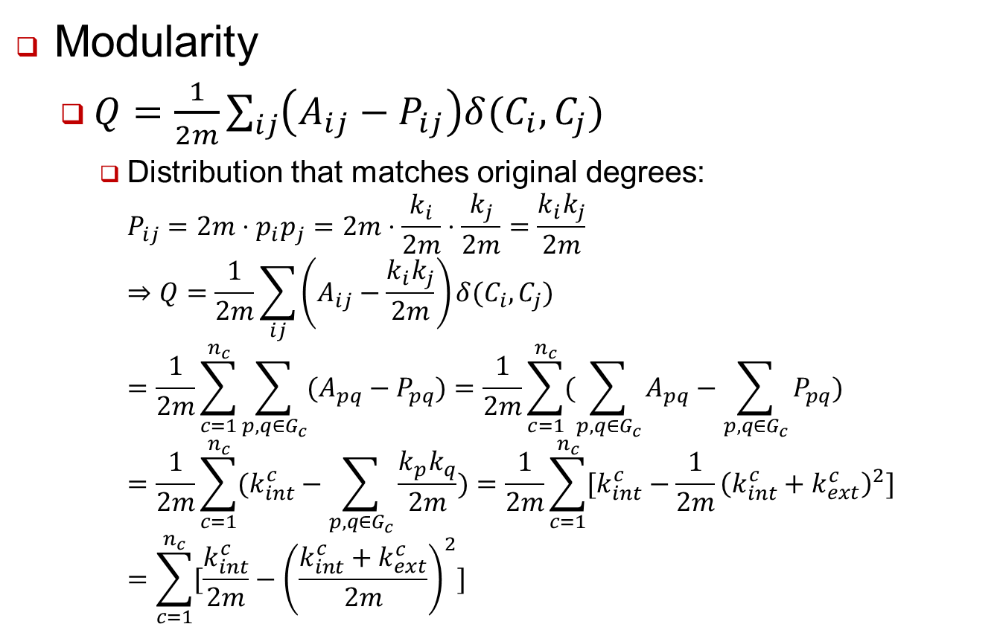 ❑ Modularity
❑ $Q = \frac{1}{2m}\sum_{ij}\left(A_{ij} - P_{ij}\right)\delta(C_i, C_j)$
❑ Distribution that matches original degrees:
$P_{ij} = 2m \cdot p_i p_j = 2m \cdot \frac{k_i}{2m} \cdot \frac{k_j}{2m} = \frac{k_i k_j}{2m}$
$\Rightarrow Q = \frac{1}{2m}\sum_{ij}\left(A_{ij} - \frac{k_i k_j}{2m}\right)\delta(C_i, C_j)$
$= \frac{1}{2m}\sum_{c=1}^{n_c}\sum_{p,q \in G_c}(A_{pq} - P_{pq}) = \frac{1}{2m}\sum_{c=1}^{n_c}(\sum_{p,q \in G_c} A_{pq} - \sum_{p,q \in G_c} P_{pq})$
$= \frac{1}{2m}\sum_{c=1}^{n_c}(k_{int}^c - \sum_{p,q \in G_c}\frac{k_p k_q}{2m}) = \frac{1}{2m}\sum_{c=1}^{n_c}[k_{int}^c - \frac{1}{2m}(k_{int}^c + k_{ext}^c)^2]$
$= \sum_{c=1}^{n_c}[\frac{k_{int}^c}{2m} - \left(\frac{k_{int}^c + k_{ext}^c}{2m}\right)^2]$